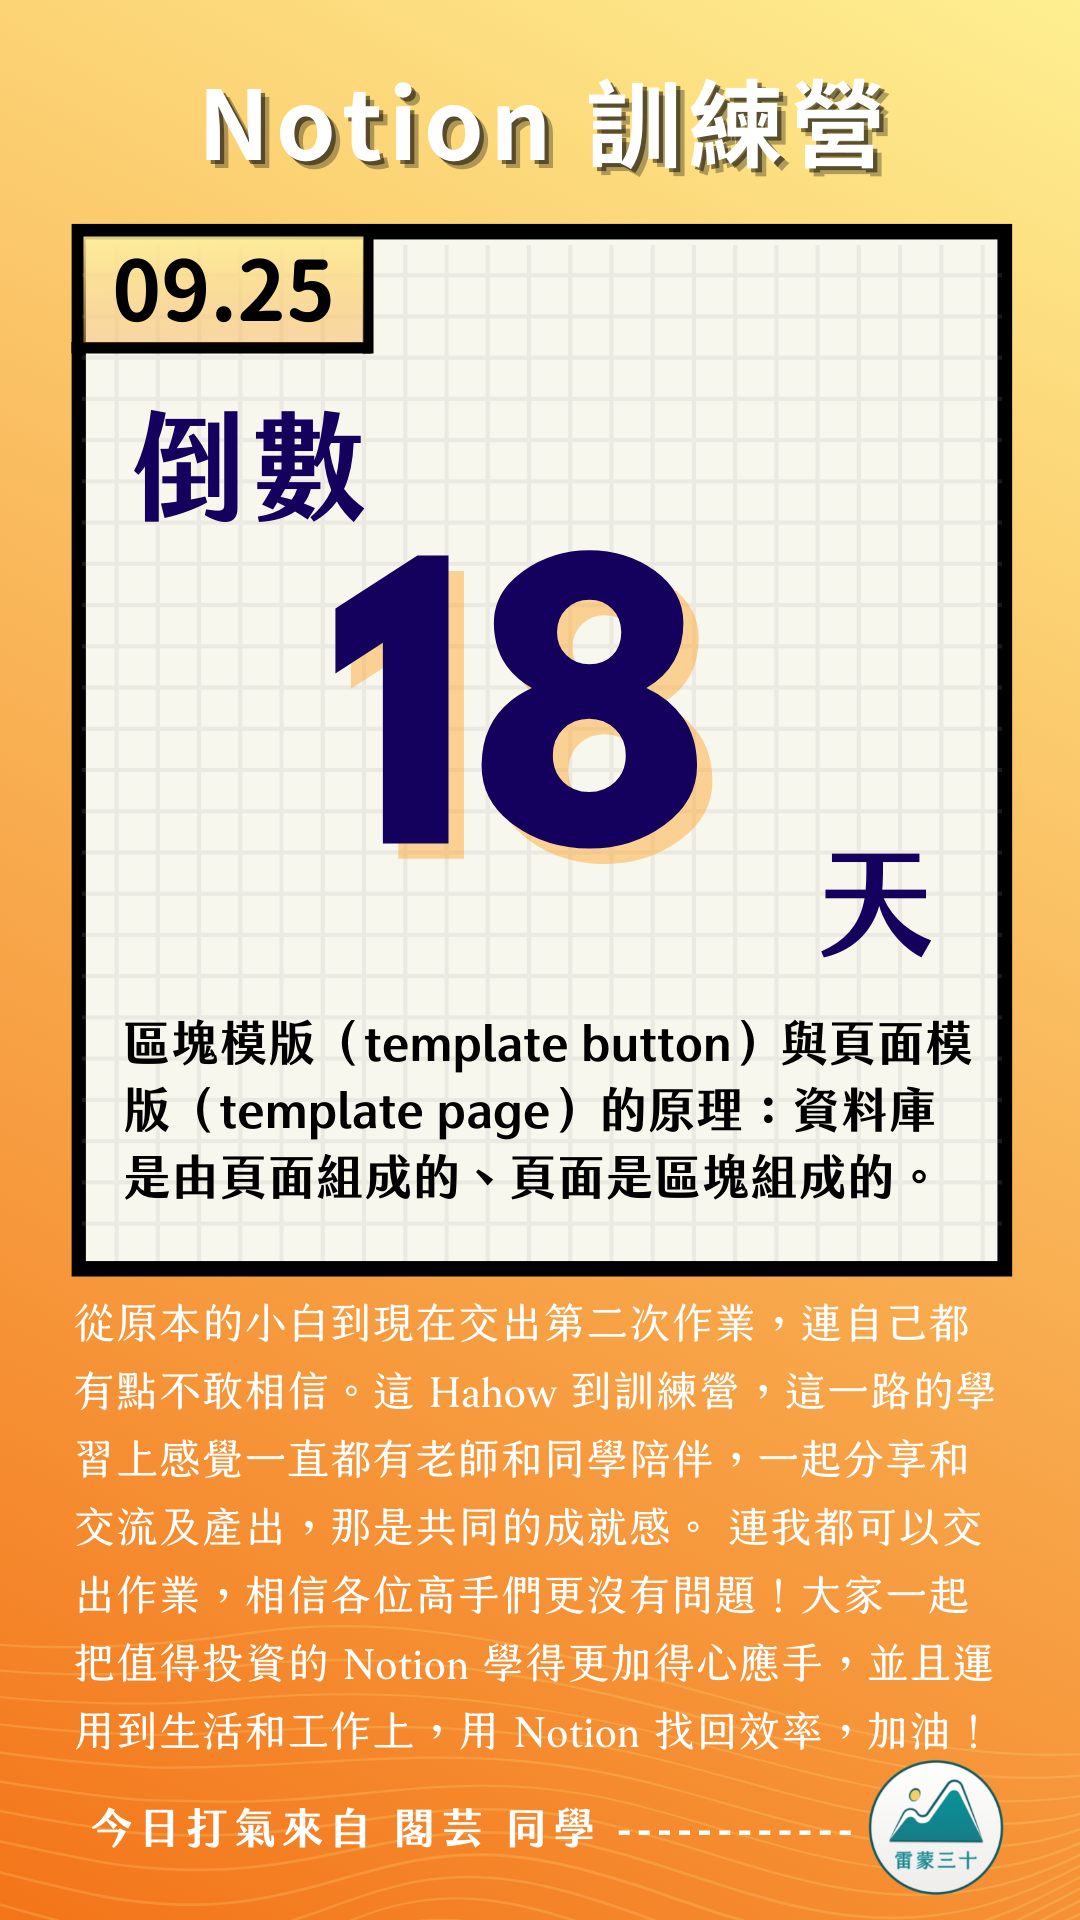 Notion 訓練營
09.25
倒數
18
天
區塊模版（template button）與頁面模
版（template page）的原理：資料庫
是由頁面組成的、頁面是區塊組成的。
從原本的小白到現在交出第二次作業，連自己都
有點不敢相信。這 Hahow 到訓練營，這一路的學
習上感覺一直都有老師和同學陪伴，一起分享和
交流及產出，那是共同的成就感。 連我都可以交
出作業，相信各位高手們更沒有問題！大家一起
把值得投資的 Notion 學得更加得心應手，並且運
用到生活和工作上，用 Notion 找回效率，加油！
今日打氣來自 閣芸 同學 ------------
雷蒙三十